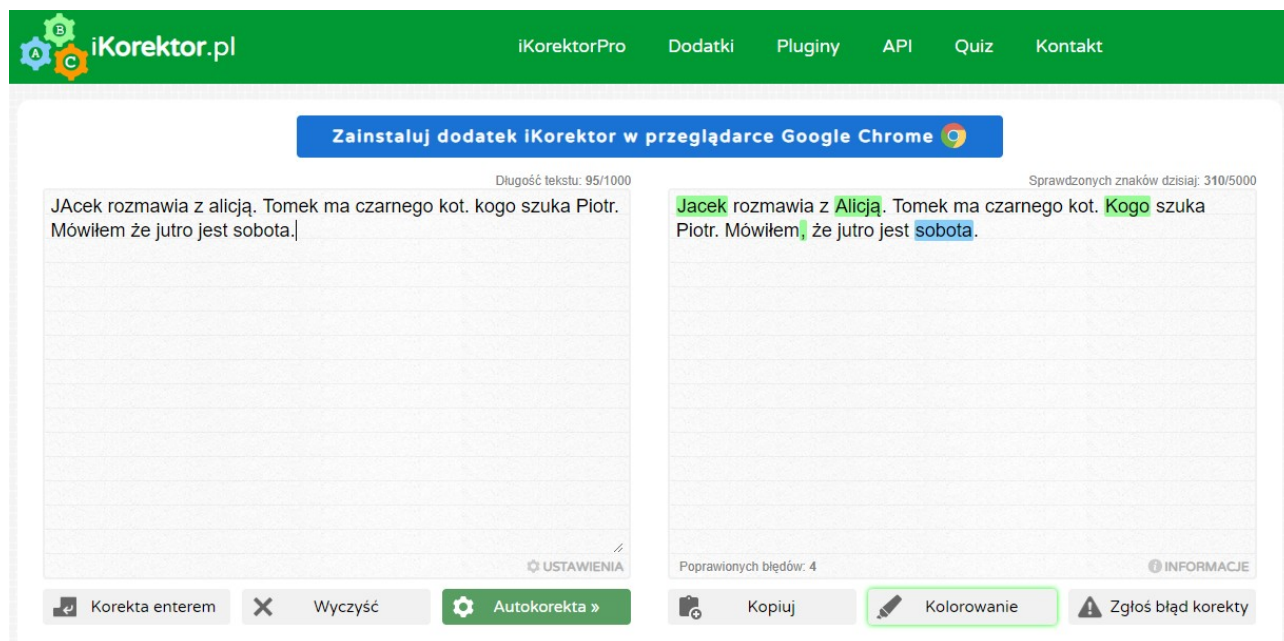 iKorektor.pl
iKorektorPro Dodatki Pluginy API Quiz Kontakt
Zainstaluj dodatek iKorektor w przeglądarce Google Chrome
Długość tekstu: 95/1000
JAcek rozmawia z alicją. Tomek ma czarnego kot. kogo szuka Piotr.
Mówiłem że jutro jest sobota.
USTAWIENIA
Korekta enterem Wyczyść Autokorekta »
Sprawdzonych znaków dzisiaj: 310/5000
Jacek rozmawia z Alicją. Tomek ma czarnego kot. Kogo szuka
Piotr. Mówiłem, że jutro jest sobota.
Poprawionych błędów: 4 INFORMACJE
Kopiuj Kolorowanie Zgłoś błąd korekty
A B C